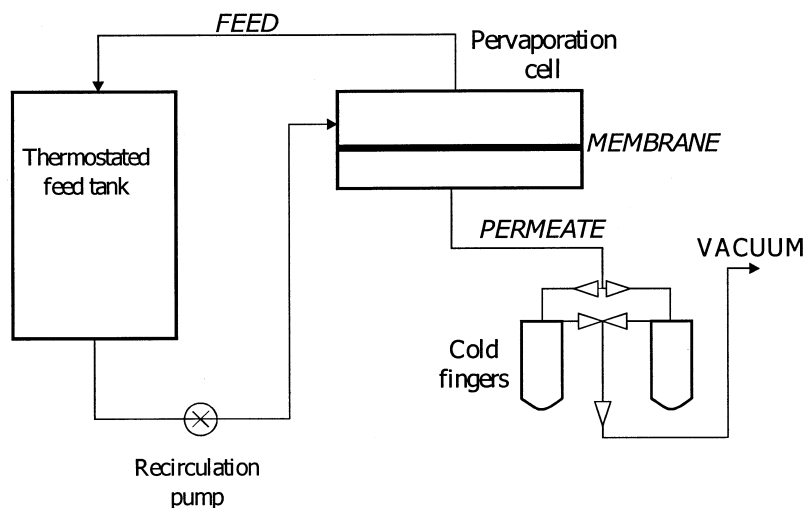 FEED
Pervaporation
cell
Thermostated
feed tank
MEMBRANE
PERMEATE
VACUUM
Cold
fingers
Recirculation
pump